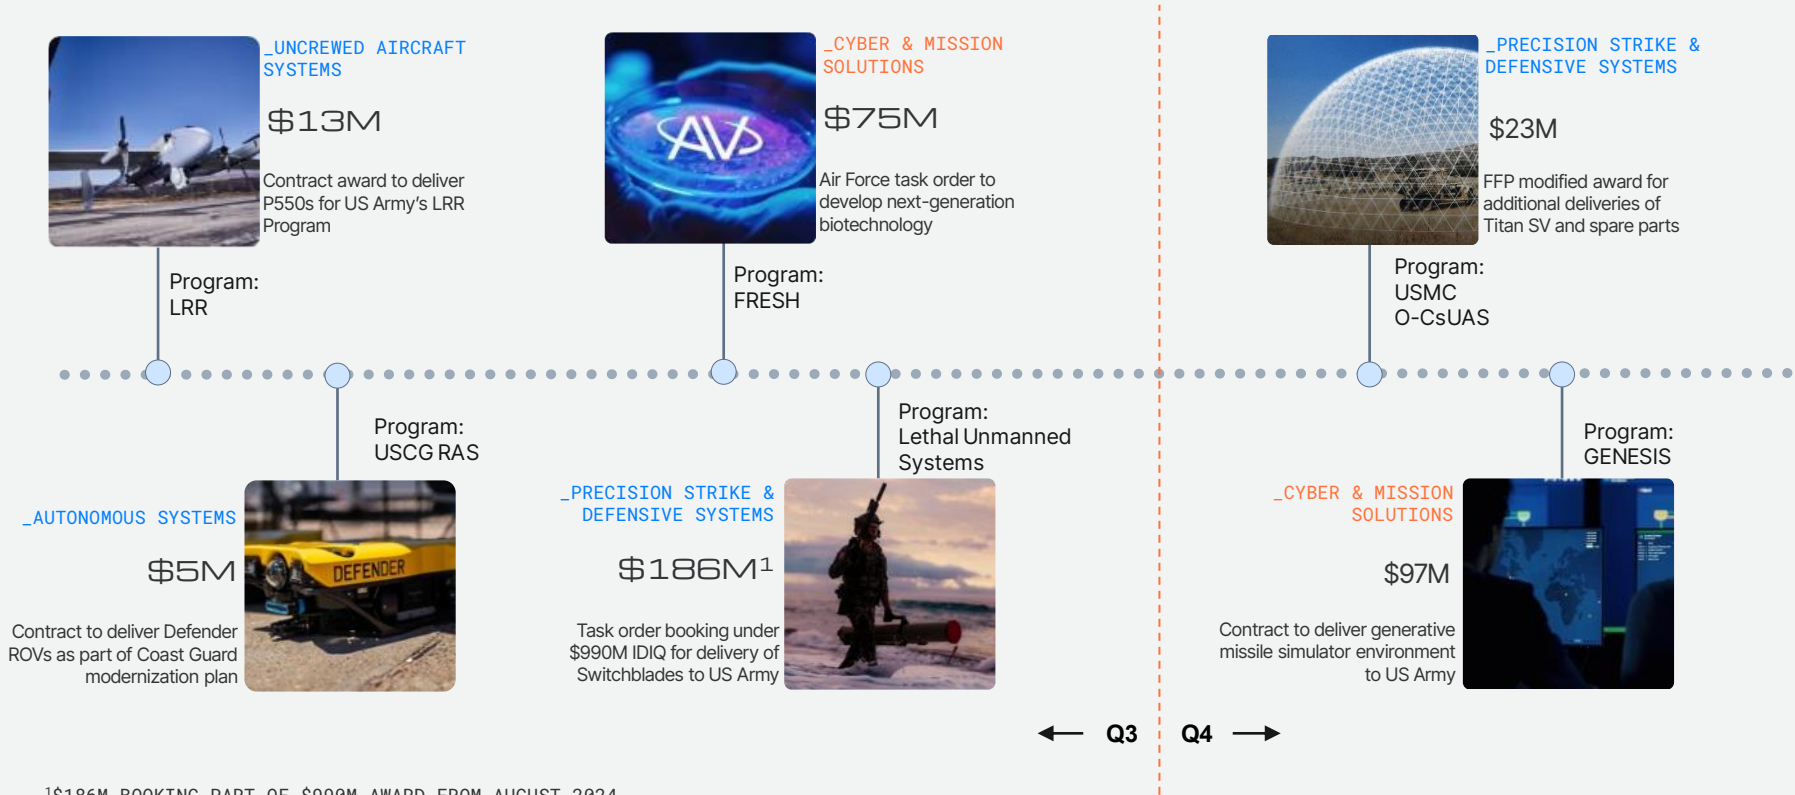 _UNCREWED AIRCRAFT
SYSTEMS
$13M
Contract award to deliver
P550s for US Army's LRR
Program
Program:
LRR
_CYBER & MISSION
SOLUTIONS
AV
$75M
Air Force task order to
develop next-generation
biotechnology
Program:
FRESH
_PRECISION STRIKE &
DEFENSIVE SYSTEMS
$23M
FFP modified award for
additional deliveries of
Titan SV and spare parts
Program:
USMC
O-CsUAS
Program:
USCG RAS
_AUTONOMOUS SYSTEMS
$5M
DEFENDER
Contract to deliver Defender
ROVs as part of Coast Guard
modernization plan
Program:
Lethal Unmanned
Systems
_PRECISION STRIKE &
DEFENSIVE SYSTEMS
$186M¹
Task order booking under
$990M IDIQ for delivery of
Switchblades to US Army
Program:
GENESIS
_CYBER & MISSION
SOLUTIONS
$97M
Contract to deliver generative
missile simulator environment
to US Army
Q3
Q4
¹$186M BOOKING PART OF $990M AWARD FROM AUGUST 2024